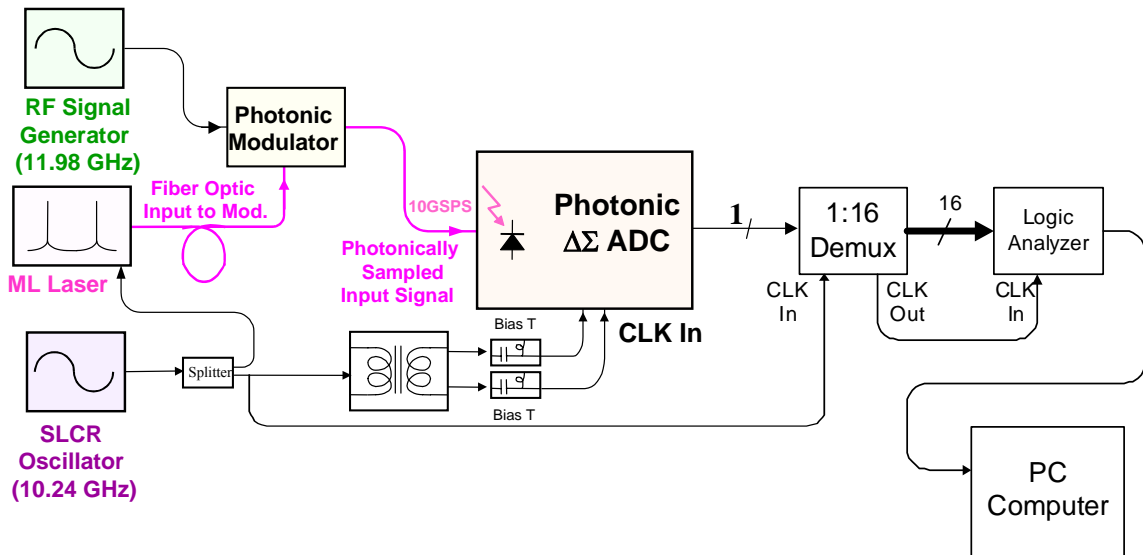 RF Signal
Generator
(11.98 GHz)
Photonic
Modulator
Fiber Optic
Input to Mod.
ML Laser
10GSPS
Photonically
Sampled
Input Signal
Photonic
ΔΣ ADC
1
1:16
Demux
16
Logic
Analyzer
CLK
In
CLK
Out
CLK
In
CLK In
Bias T
Bias T
Splitter
SLCR
Oscillator
(10.24 GHz)
PC
Computer